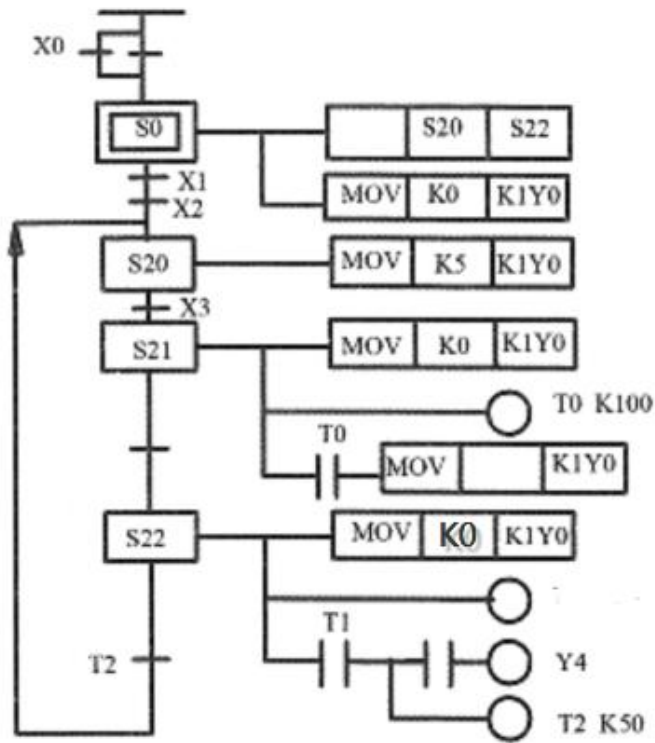 X0
S0 S20 S22
X1
X2
MOV K0 K1Y0
S20 MOV K5 K1Y0
X3
S21 MOV K0 K1Y0
T0 K100
T0
MOV K1Y0
S22 MOV K0 K1Y0
T1
T2 Y4
T2 K50